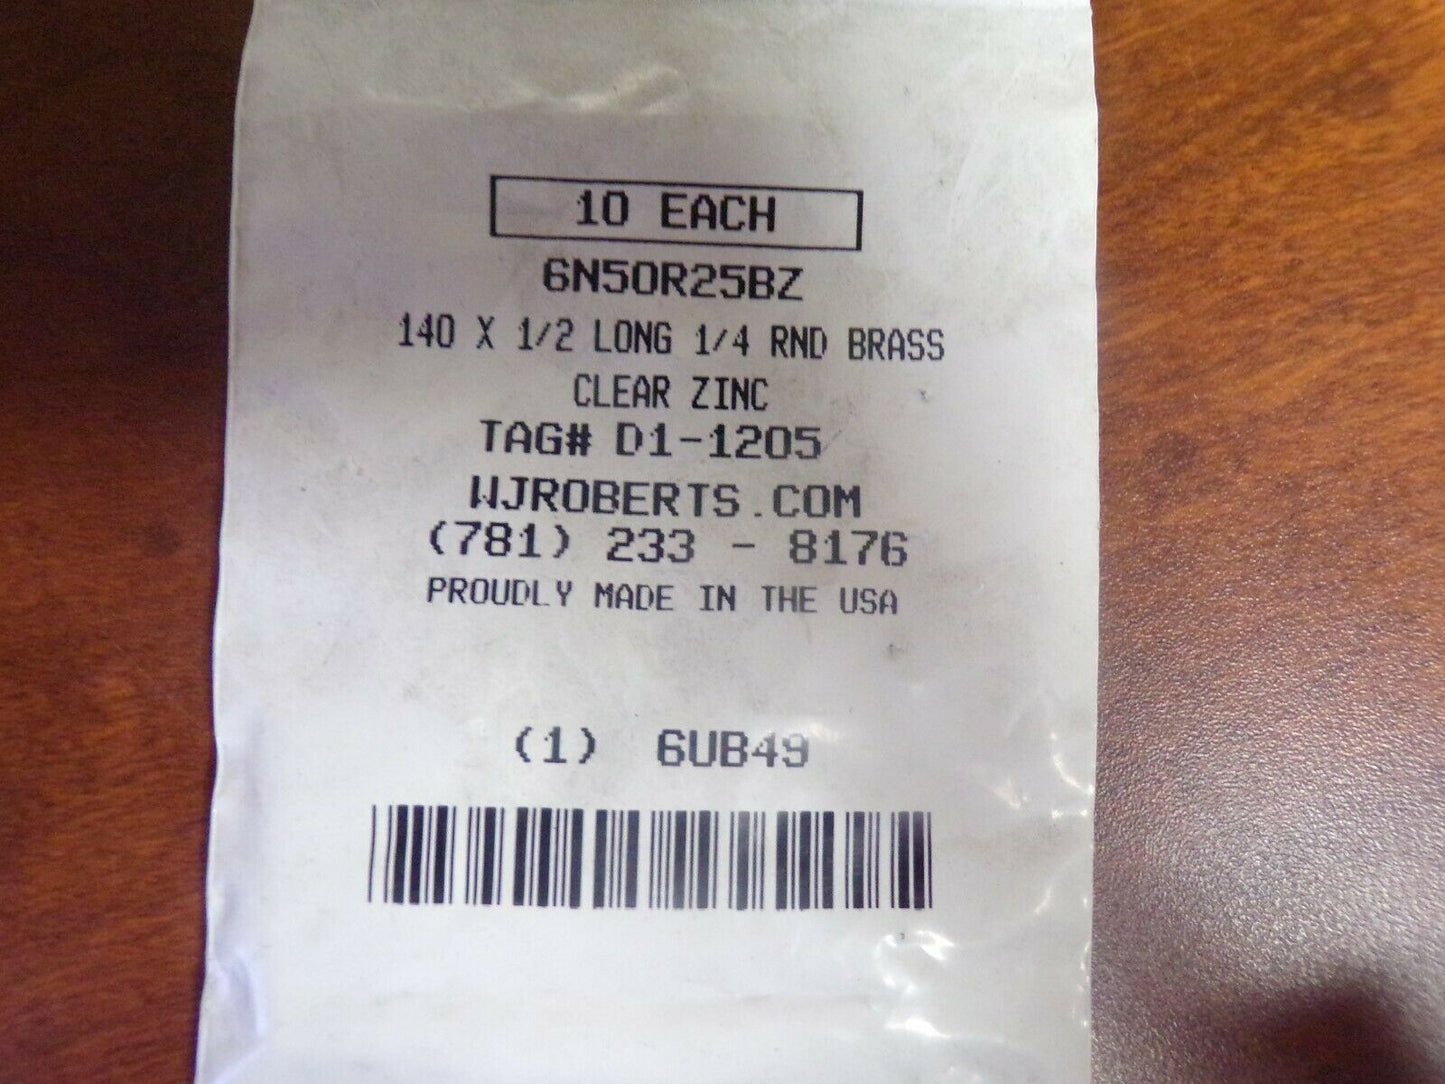 10 EACH
6N50R25BZ
140 X 1/2 LONG 1/4 RND BRASS
CLEAR ZINC
TAG# D1-1205
WJROBERTS.COM
(781) 233 - 8176
PROUDLY MADE IN THE USA
(1) 6UB49